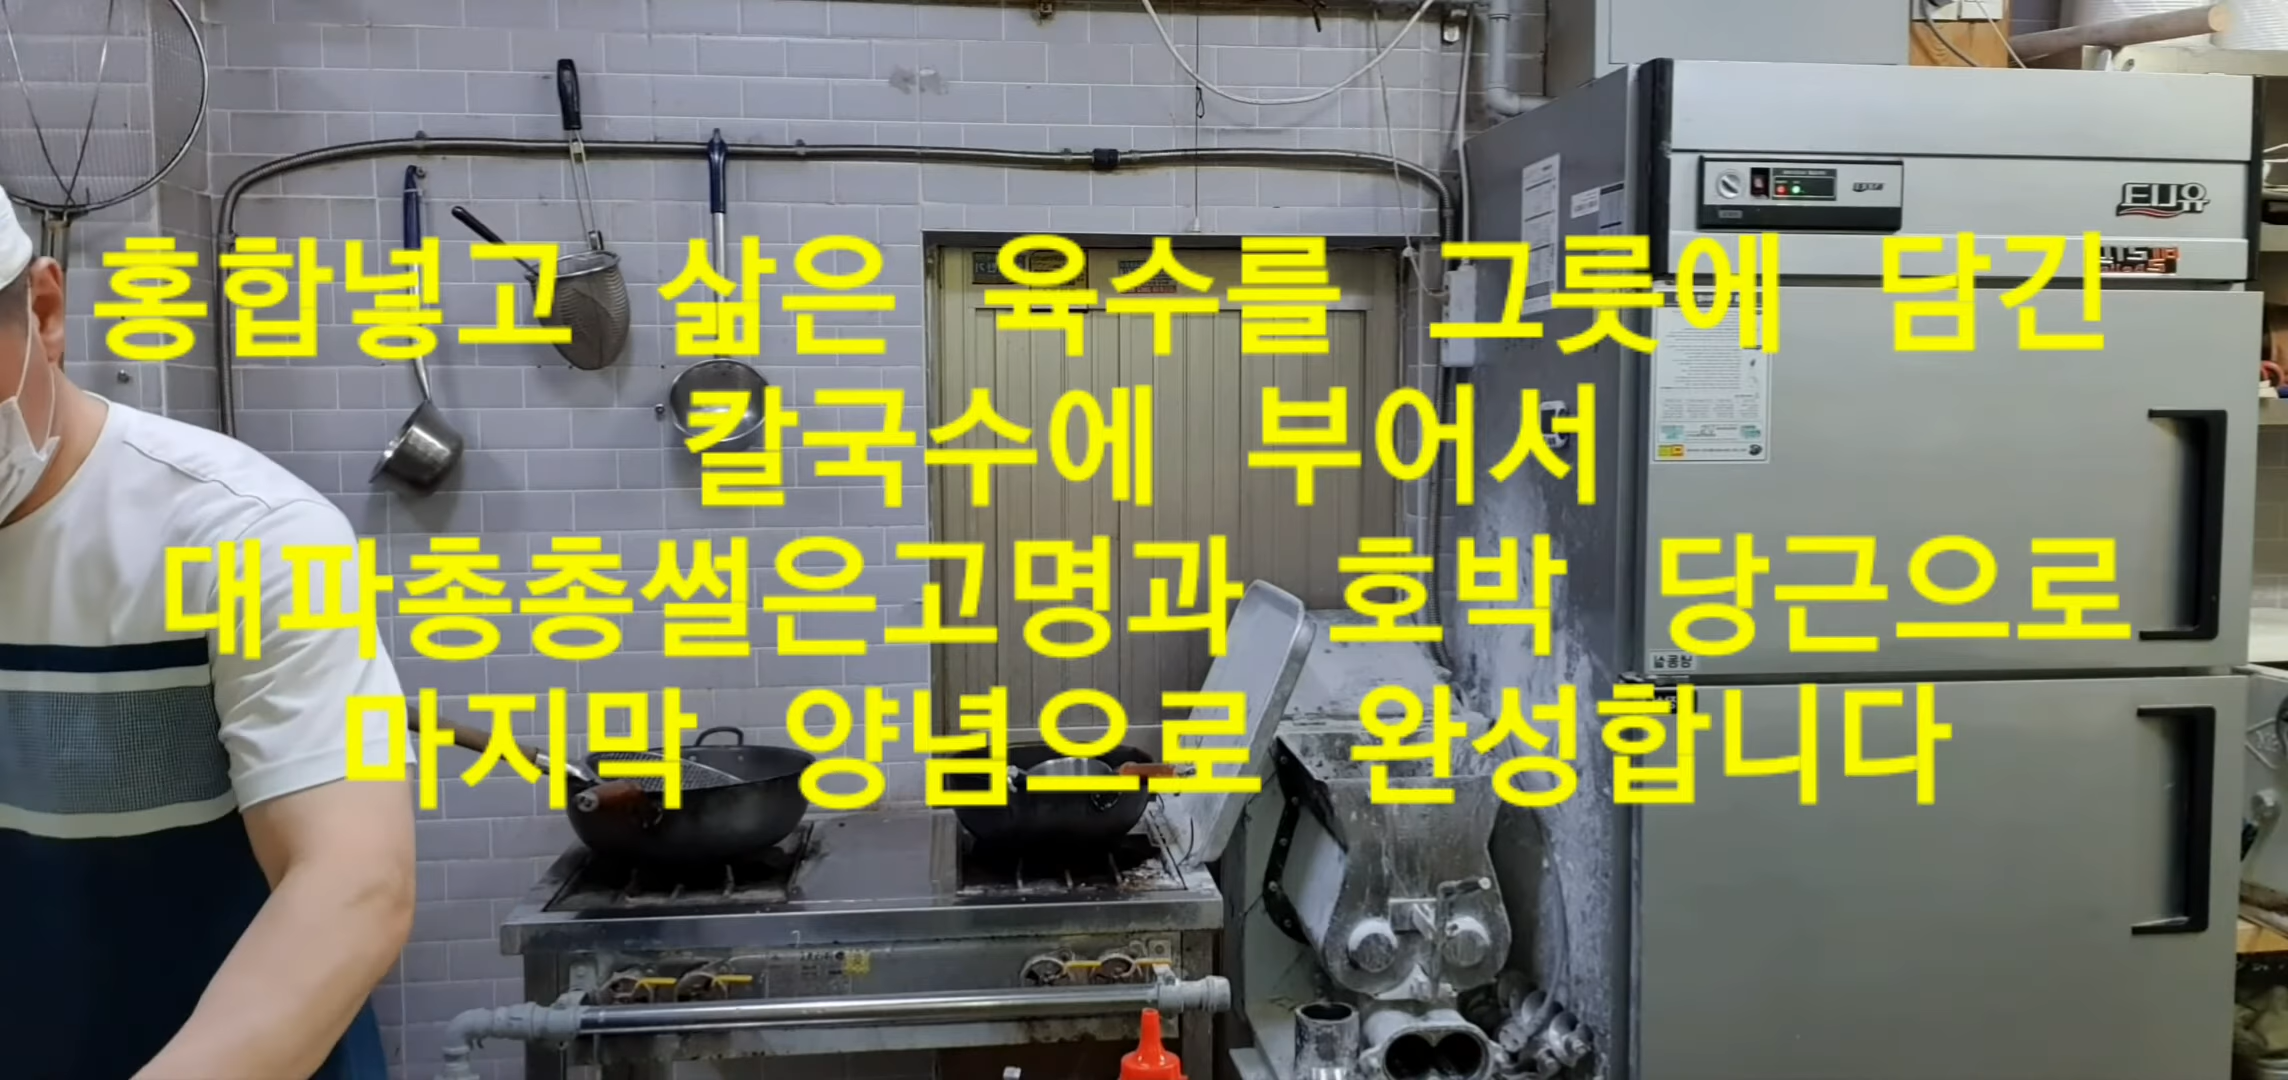 홍합넣고 삶은 육수를 그릇에 담긴
칼국수에 부어서
대파총총썰은고명과 호박 당근으로
마지막 양념으로 완성합니다